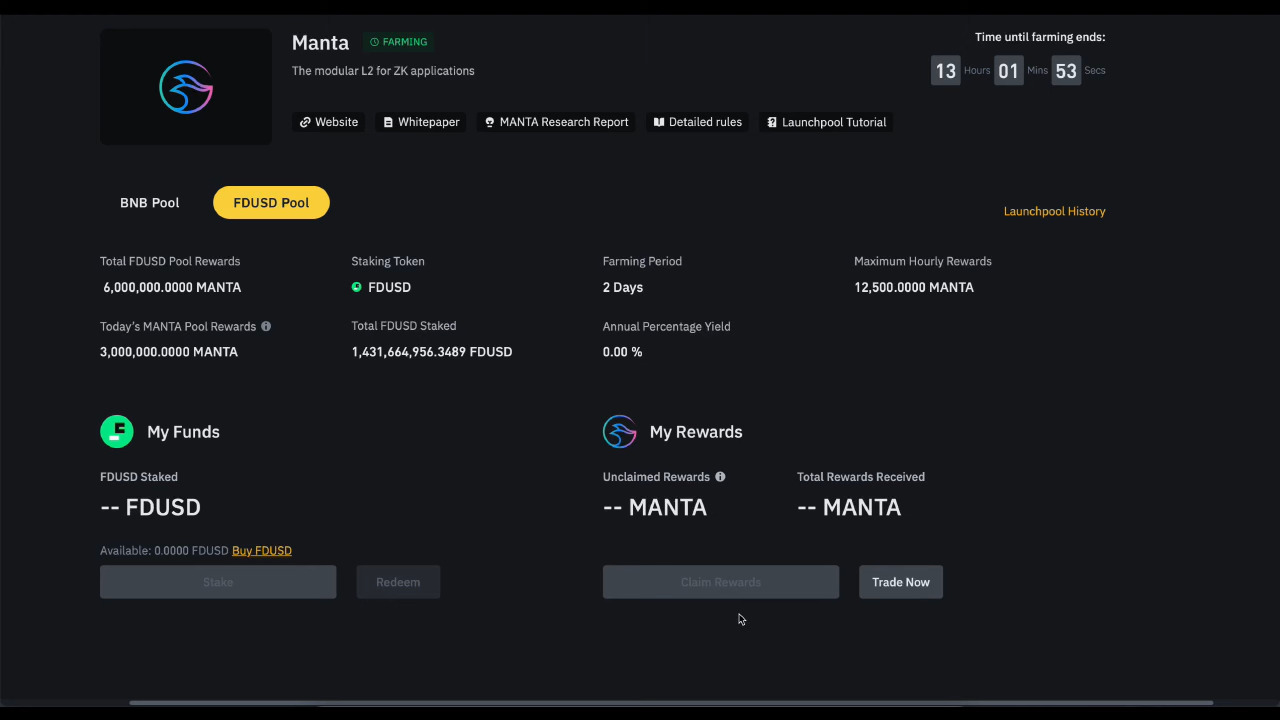 Manta FARMING
Time until farming ends:
The modular L2 for ZK applications
13 Hours 01 Mins 53 Secs
Website Whitepaper MANTA Research Report Detailed rules Launchpool Tutorial
BNB Pool FDUSD Pool
Launchpool History
Total FDUSD Pool Rewards Staking Token Farming Period Maximum Hourly Rewards
6,000,000.0000 MANTA FDUSD 2 Days 12,500.0000 MANTA
Today's MANTA Pool Rewards Total FDUSD Staked Annual Percentage Yield
3,000,000.0000 MANTA 1,431,664,956.3489 FDUSD 0.00 %
My Funds My Rewards
FDUSD Staked Unclaimed Rewards Total Rewards Received
-- FDUSD -- MANTA -- MANTA
Available: 0.0000 FDUSD Buy FDUSD
Stake Redeem Claim Rewards Trade Now